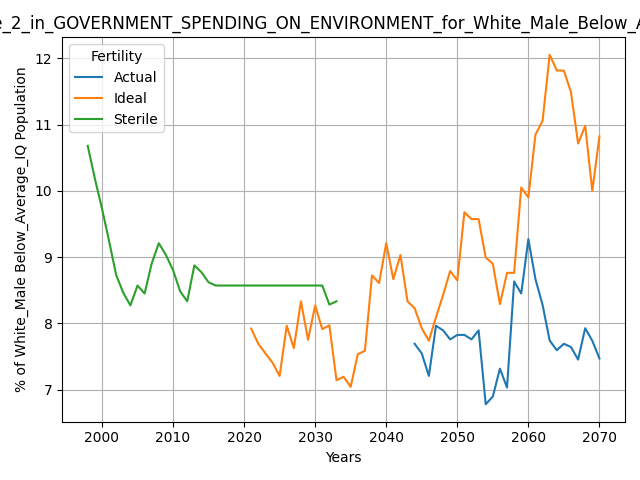 _2_in_GOVERNMENT_SPENDING_ON_ENVIRONMENT_for_White_Male_Below_A
Fertility
Actual
Ideal
Sterile
% of White_Male Below_Average_IQ Population
12
11
10
9
8
7
2000 2010 2020 2030 2040 2050 2060 2070
Years